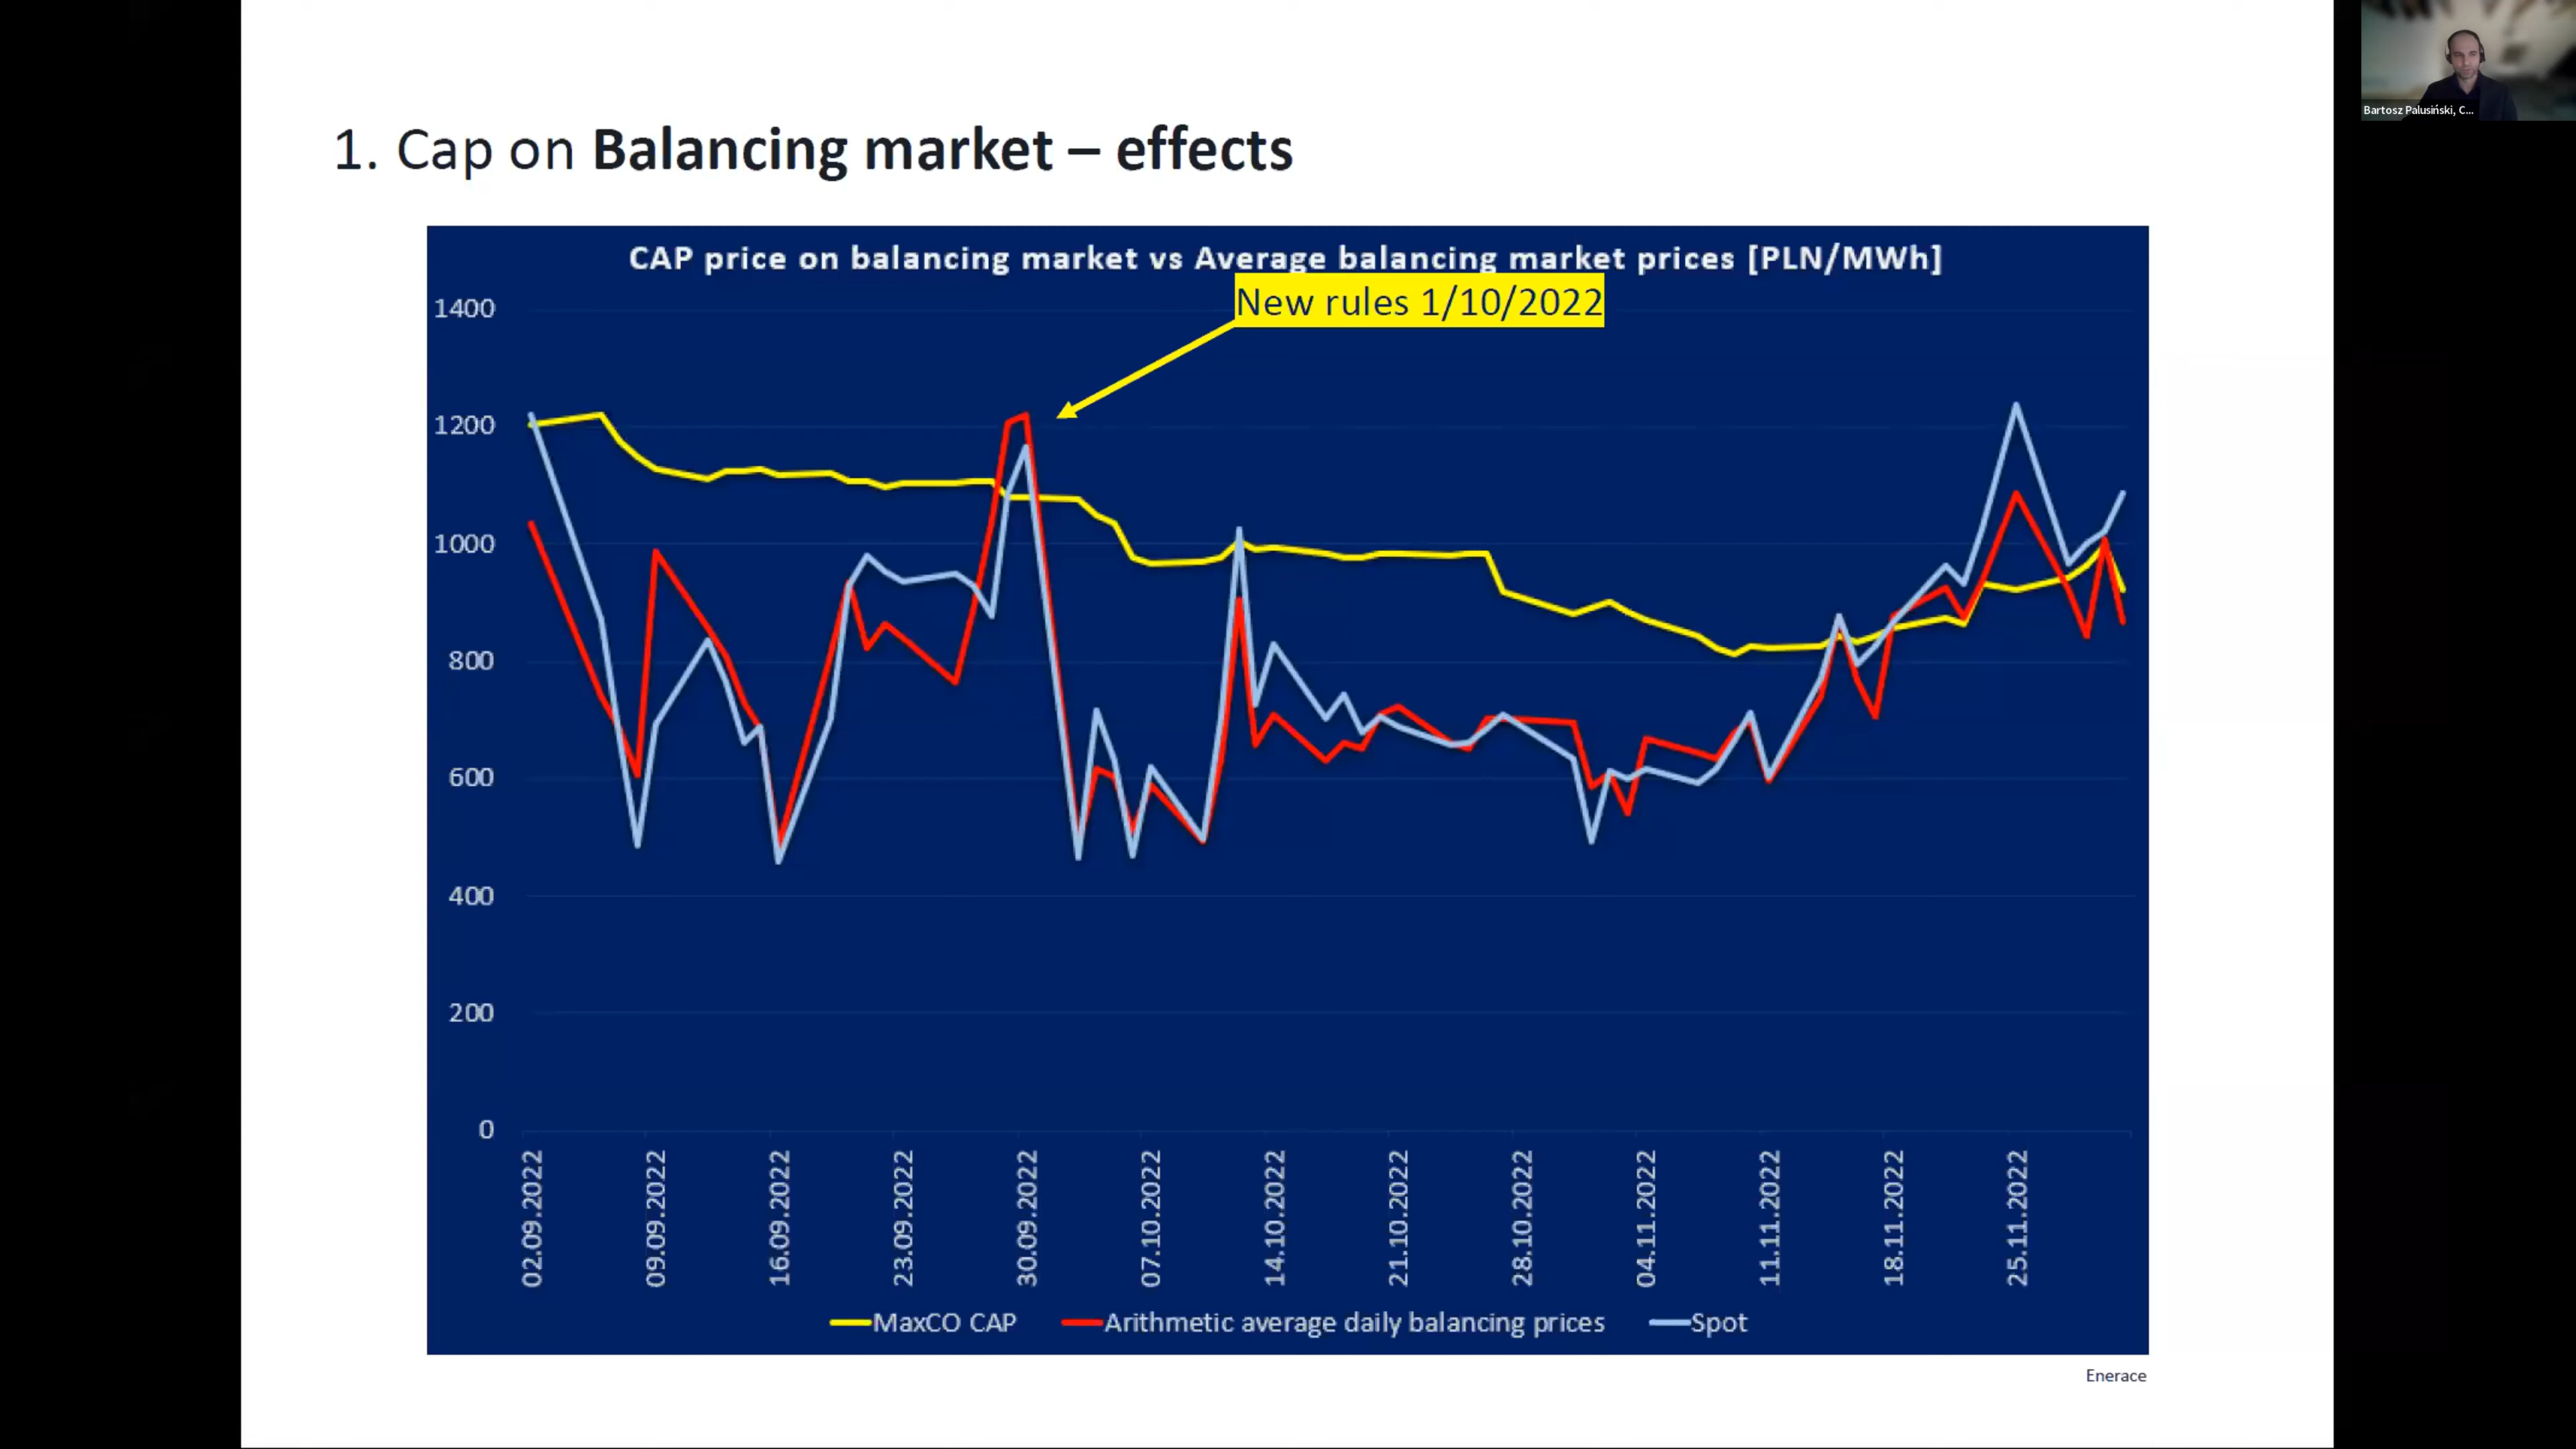 Bartosz Palusiński, C...
1. Cap on Balancing market – effects
CAP price on balancing market vs Average balancing market prices [PLN/MWh]
New rules 1/10/2022
1400
1200
1000
800
600
400
200
0
02.09.2022
09.09.2022
16.09.2022
23.09.2022
30.09.2022
07.10.2022
14.10.2022
21.10.2022
28.10.2022
04.11.2022
11.11.2022
18.11.2022
25.11.2022
MaxCO CAP
Arithmetic average daily balancing prices
Spot
Enerace